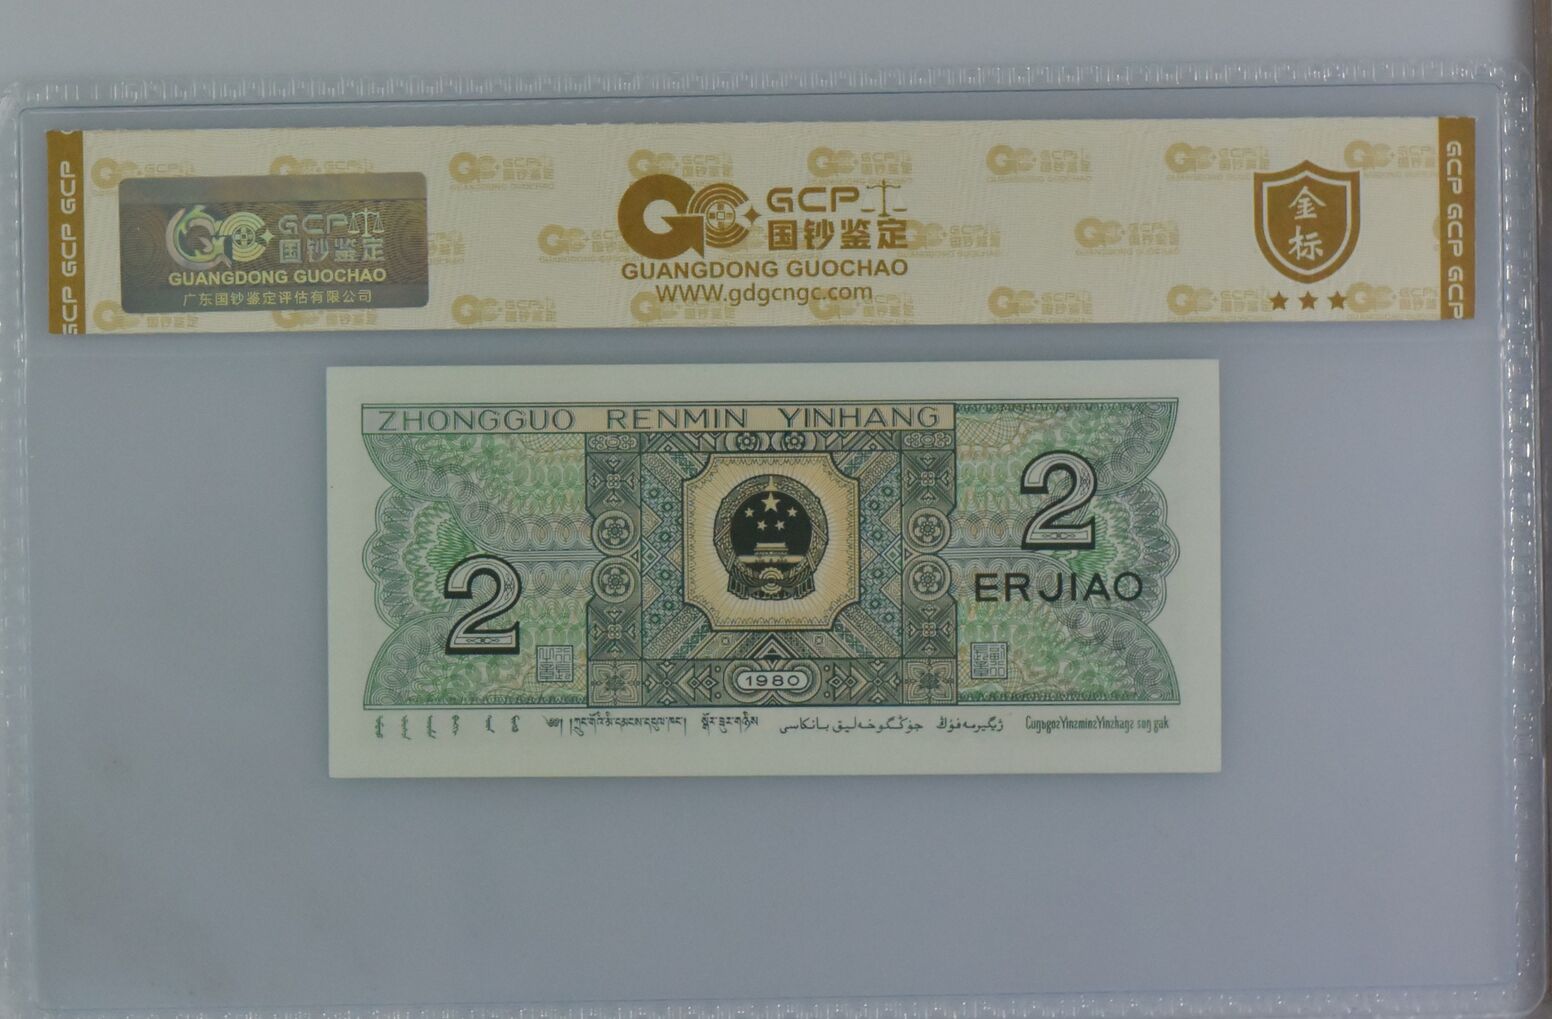 GCP GCP GCP
GCP
国钞鉴定
GUANGDONG GUOCHAO
广东国钞鉴定评估有限公司
GCP
国钞鉴定
GUANGDONG GUOCHAO
www.gdgcngc.com
金标
GCP GCP GCP
ZHONGGUO RENMIN YINHANG
2
2
ERJIAO
1980